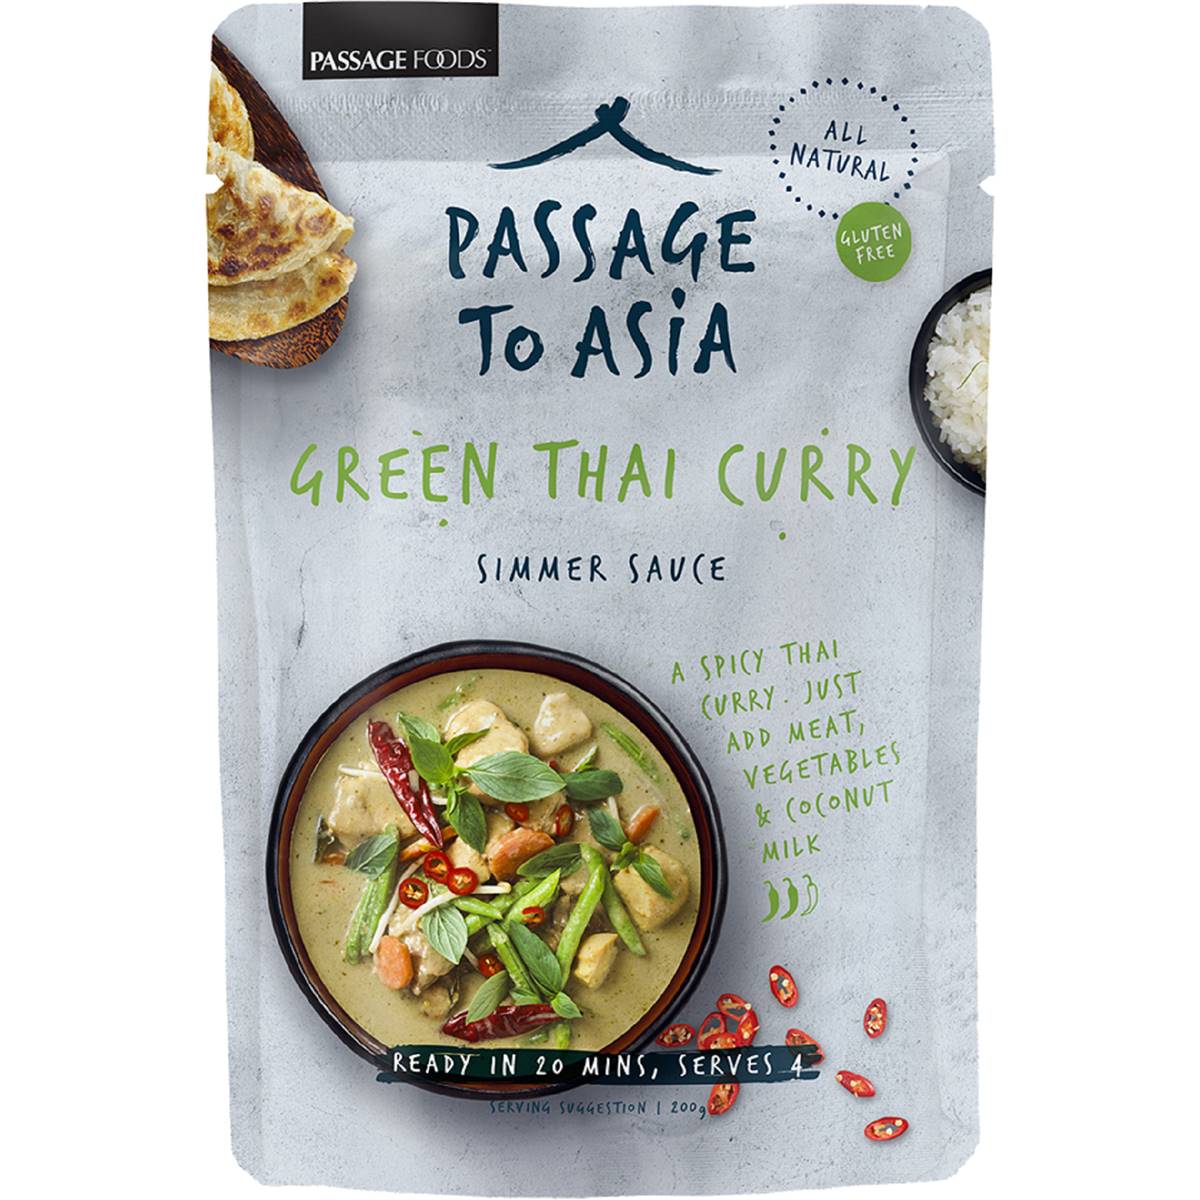 PASSAGE FOODS™
ALL
NATURAL
GLUTEN
FREE
PASSAGE
TO ASIA
GREEN THAI CURRY
SIMMER SAUCE
A SPICY THAI
CURRY. JUST
ADD MEAT,
VEGETABLES
& COCONUT
MILK
READY IN 20 MINS, SERVES 4
SERVING SUGGESTION | 200g